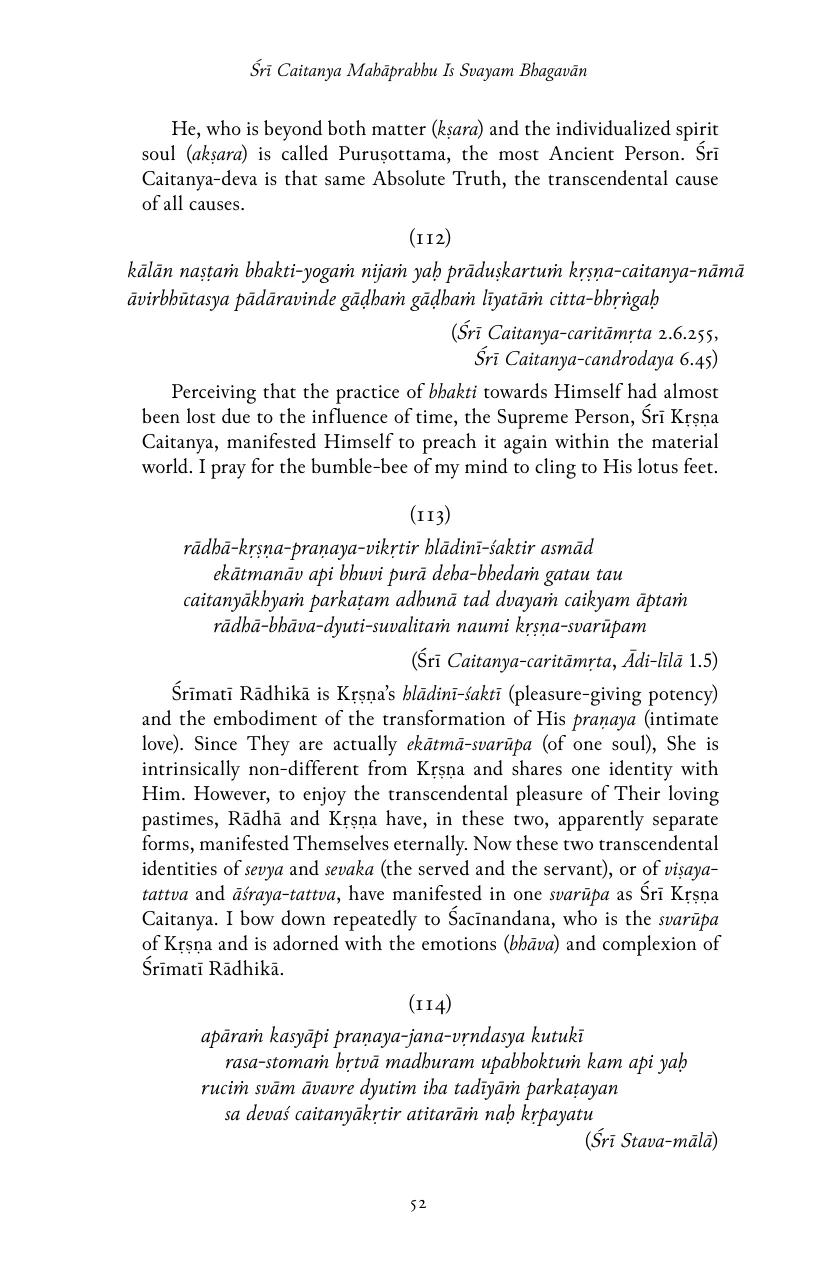 Śrī Caitanya Mahāprabhu Is Svayam Bhagavān
He, who is beyond both matter (kṣara) and the individualized spirit
soul (akṣara) is called Puruṣottama, the most Ancient Person. Śrī
Caitanya-deva is that same Absolute Truth, the transcendental cause
of all causes.
(112)
kālān naṣṭaṁ bhakti-yogaṁ nijaṁ yaḥ prāduṣkartuṁ kṛṣṇa-caitanya-nāmā
āvirbhūtasya pādāravinde gāḍhaṁ gāḍhaṁ līyatāṁ citta-bhṛṅgaḥ
(Śrī Caitanya-caritāmṛta 2.6.255,
Śrī Caitanya-candrodaya 6.45)
Perceiving that the practice of bhakti towards Himself had almost
been lost due to the influence of time, the Supreme Person, Śrī Kṛṣṇa
Caitanya, manifested Himself to preach it again within the material
world. I pray for the bumble-bee of my mind to cling to His lotus feet.
(113)
rādhā-kṛṣṇa-praṇaya-vikṛtir hlādinī-śaktir asmād
ekātmanāv api bhuvi purā deha-bhedaṁ gatau tau
caitanyākhyaṁ parkaṭam adhunā tad dvayaṁ caikyam āptaṁ
rādhā-bhāva-dyuti-suvalitaṁ naumi kṛṣṇa-svarūpam
(Śrī Caitanya-caritāmṛta, Ādi-līlā 1.5)
Śrīmatī Rādhikā is Kṛṣṇa’s hlādinī-śaktī (pleasure-giving potency)
and the embodiment of the transformation of His praṇaya (intimate
love). Since They are actually ekātmā-svarūpa (of one soul), She is
intrinsically non-different from Kṛṣṇa and shares one identity with
Him. However, to enjoy the transcendental pleasure of Their loving
pastimes, Rādhā and Kṛṣṇa have, in these two, apparently separate
forms, manifested Themselves eternally. Now these two transcendental
identities of sevya and sevaka (the served and the servant), or of viṣaya-
tattva and āśraya-tattva, have manifested in one svarūpa as Śrī Kṛṣṇa
Caitanya. I bow down repeatedly to Śacīnandana, who is the svarūpa
of Kṛṣṇa and is adorned with the emotions (bhāva) and complexion of
Śrīmatī Rādhikā.
(114)
apāraṁ kasyāpi praṇaya-jana-vṛndasya kutukī
rasa-stomaṁ hṛtvā madhuram upabhoktuṁ kam api yaḥ
ruciṁ svām āvavre dyutim iha tadīyāṁ parkaṭayan
sa devaś caitanyākṛtir atitarāṁ naḥ kṛpayatu
(Śrī Stava-mālā)
52